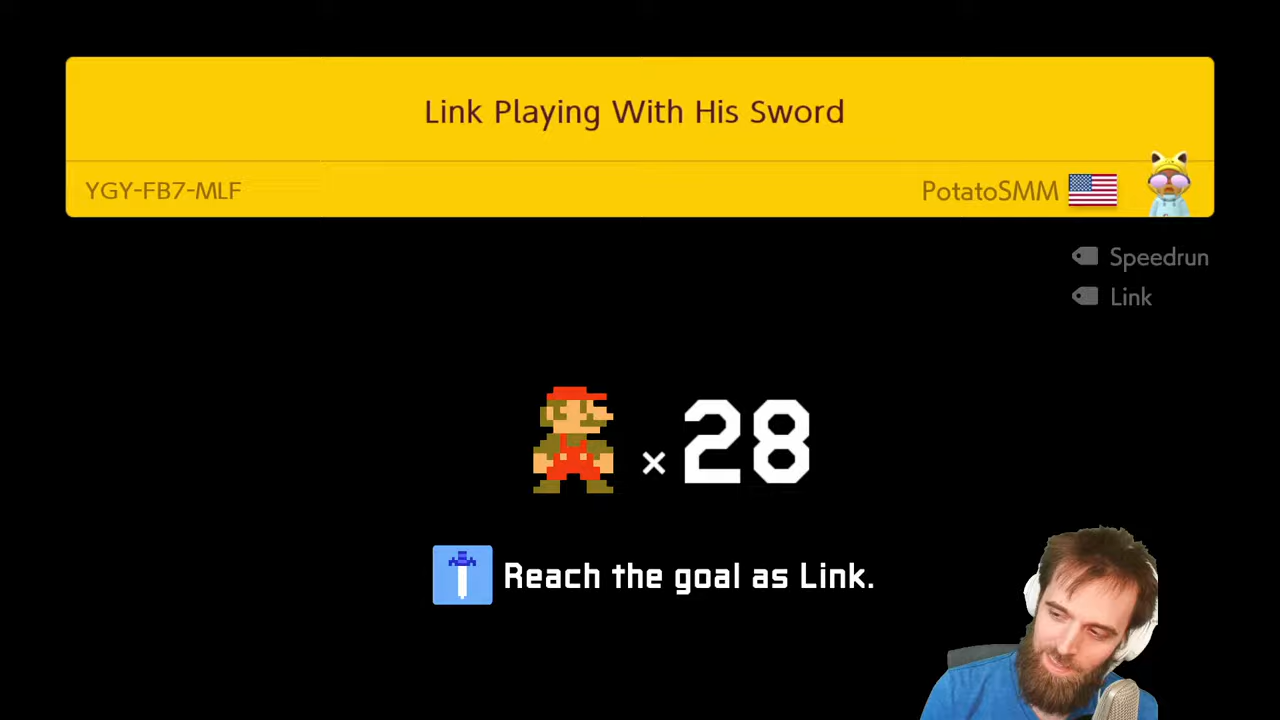 Link Playing With His Sword
YGY-FB7-MLF
PotatoSMM
Speedrun
Link
× 28
Reach the goal as Link.